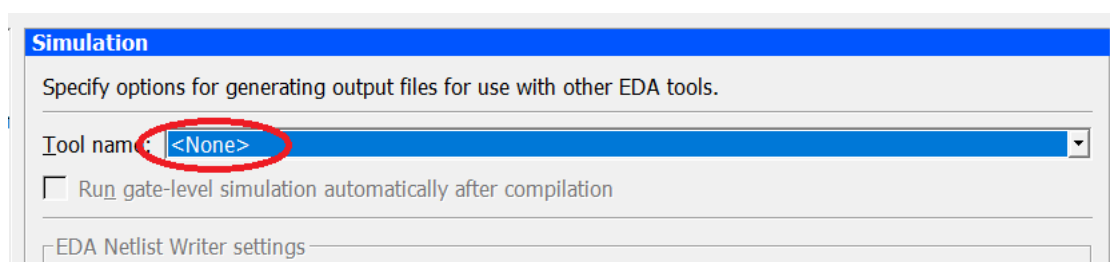 Simulation
Specify options for generating output files for use with other EDA tools.
Tool name: <None>
Run gate-level simulation automatically after compilation
EDA Netlist Writer settings